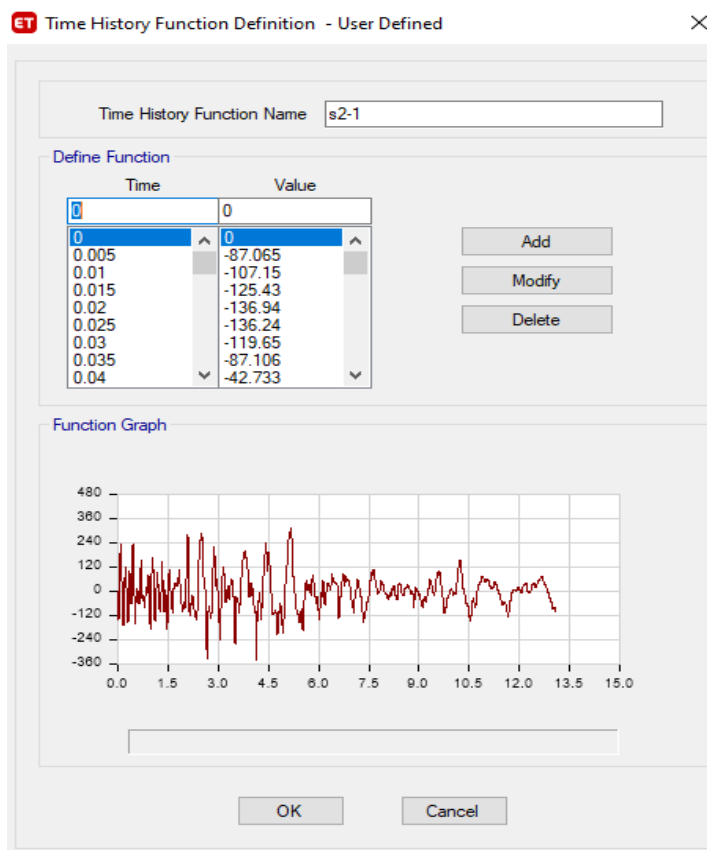 ET Time History Function Definition - User Defined
Time History Function Name s2-1
Define Function
Time Value
0 0
0 0
0.005 -87.065
0.01 -107.15
0.015 -125.43
0.02 -136.94
0.025 -136.24
0.03 -119.65
0.035 -87.106
0.04 -42.733
Add
Modify
Delete
Function Graph
480
360
240
120
0
-120
-240
-360
0.0 1.5 3.0 4.5 6.0 7.5 9.0 10.5 12.0 13.5 15.0
OK Cancel